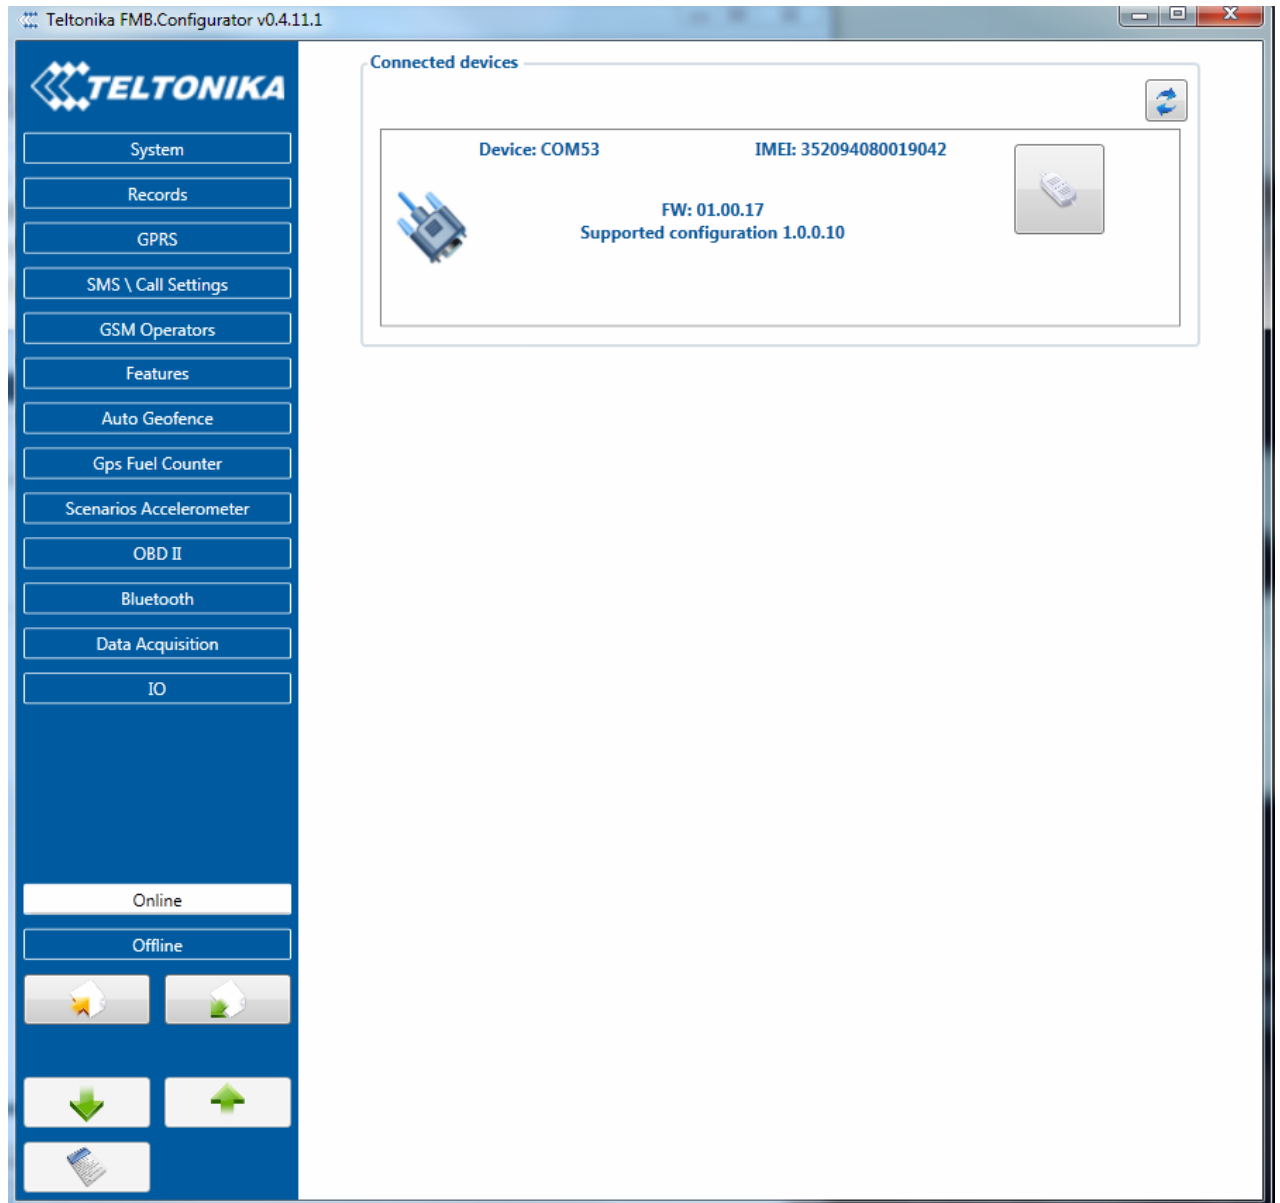 Teltonika FMB.Configurator v0.4.11.1
TELTONIKA
System
Records
GPRS
SMS \ Call Settings
GSM Operators
Features
Auto Geofence
Gps Fuel Counter
Scenarios Accelerometer
OBD II
Bluetooth
Data Acquisition
IO
Online
Offline
Connected devices
Device: COM53 IMEI: 352094080019042
FW: 01.00.17
Supported configuration 1.0.0.10